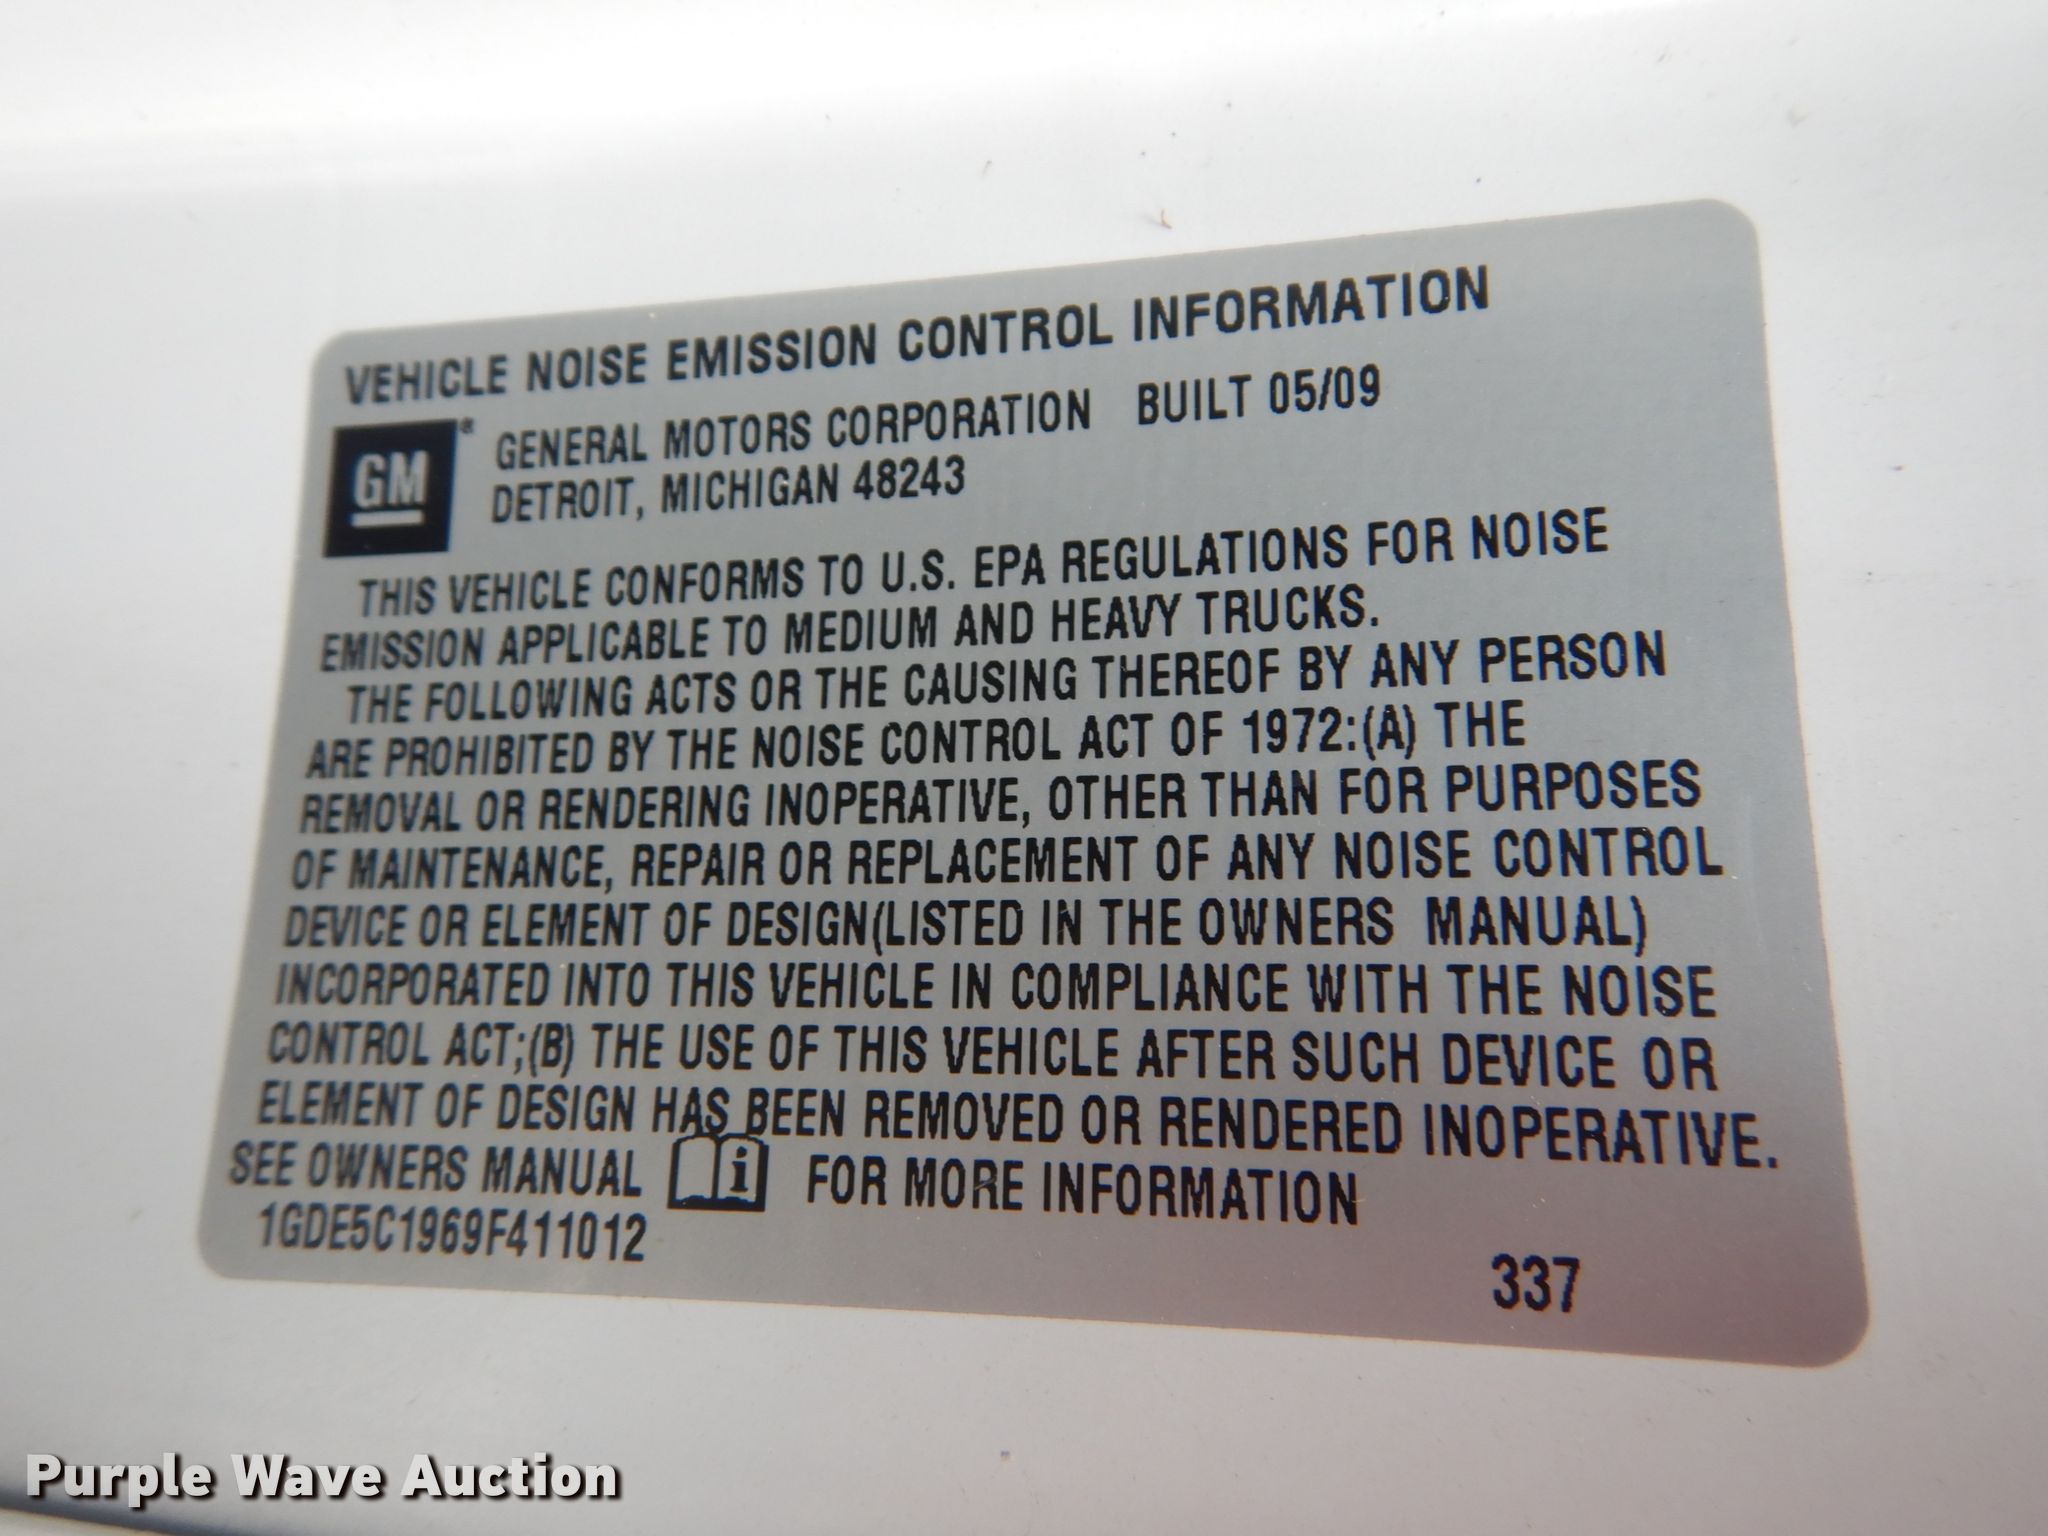 VEHICLE NOISE EMISSION CONTROL INFORMATION
GM®
GENERAL MOTORS CORPORATION BUILT 05/09
DETROIT, MICHIGAN 48243
THIS VEHICLE CONFORMS TO U.S. EPA REGULATIONS FOR NOISE
EMISSION APPLICABLE TO MEDIUM AND HEAVY TRUCKS.
THE FOLLOWING ACTS OR THE CAUSING THEREOF BY ANY PERSON
ARE PROHIBITED BY THE NOISE CONTROL ACT OF 1972:(A) THE
REMOVAL OR RENDERING INOPERATIVE, OTHER THAN FOR PURPOSES
OF MAINTENANCE, REPAIR OR REPLACEMENT OF ANY NOISE CONTROL
DEVICE OR ELEMENT OF DESIGN(LISTED IN THE OWNERS MANUAL)
INCORPORATED INTO THIS VEHICLE IN COMPLIANCE WITH THE NOISE
CONTROL ACT;(B) THE USE OF THIS VEHICLE AFTER SUCH DEVICE OR
ELEMENT OF DESIGN HAS BEEN REMOVED OR RENDERED INOPERATIVE.
SEE OWNERS MANUAL i FOR MORE INFORMATION
1GDE5C1969F411012
337
Purple Wave Auction